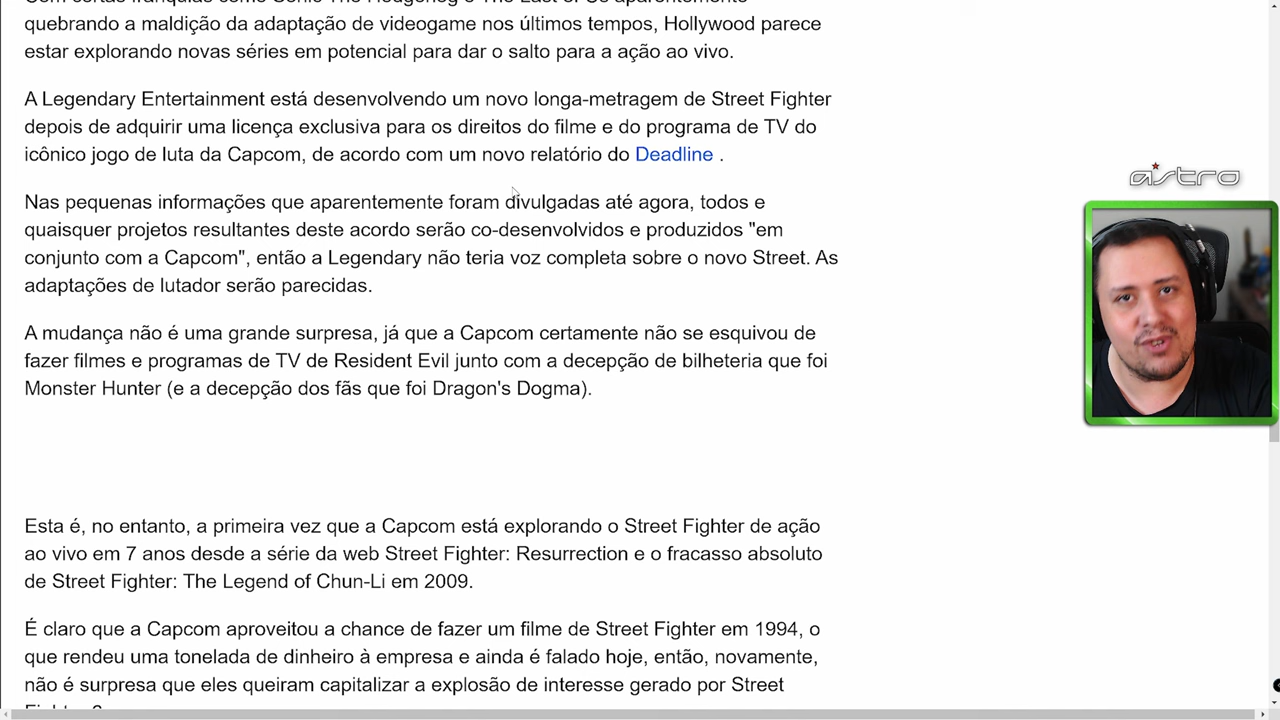 quebrando a maldição da adaptação de videogame nos últimos tempos, Hollywood parece
estar explorando novas séries em potencial para dar o salto para a ação ao vivo.
A Legendary Entertainment está desenvolvendo um novo longa-metragem de Street Fighter
depois de adquirir uma licença exclusiva para os direitos do filme e do programa de TV do
icônico jogo de luta da Capcom, de acordo com um novo relatório do Deadline .
astro
Nas pequenas informações que aparentemente foram divulgadas até agora, todos e
quaisquer projetos resultantes deste acordo serão co-desenvolvidos e produzidos "em
conjunto com a Capcom", então a Legendary não teria voz completa sobre o novo Street. As
adaptações de lutador serão parecidas.
A mudança não é uma grande surpresa, já que a Capcom certamente não se esquivou de
fazer filmes e programas de TV de Resident Evil junto com a decepção de bilheteria que foi
Monster Hunter (e a decepção dos fãs que foi Dragon's Dogma).
Esta é, no entanto, a primeira vez que a Capcom está explorando o Street Fighter de ação
ao vivo em 7 anos desde a série da web Street Fighter: Resurrection e o fracasso absoluto
de Street Fighter: The Legend of Chun-Li em 2009.
É claro que a Capcom aproveitou a chance de fazer um filme de Street Fighter em 1994, o
que rendeu uma tonelada de dinheiro à empresa e ainda é falado hoje, então, novamente,
não é surpresa que eles queiram capitalizar a explosão de interesse gerado por Street